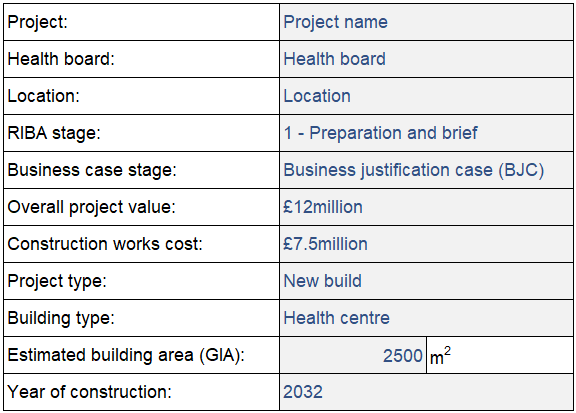 Project: Project name
Health board: Health board
Location: Location
RIBA stage: 1 - Preparation and brief
Business case stage: Business justification case (BJC)
Overall project value: £12million
Construction works cost: £7.5million
Project type: New build
Building type: Health centre
Estimated building area (GIA): 2500 m²
Year of construction: 2032